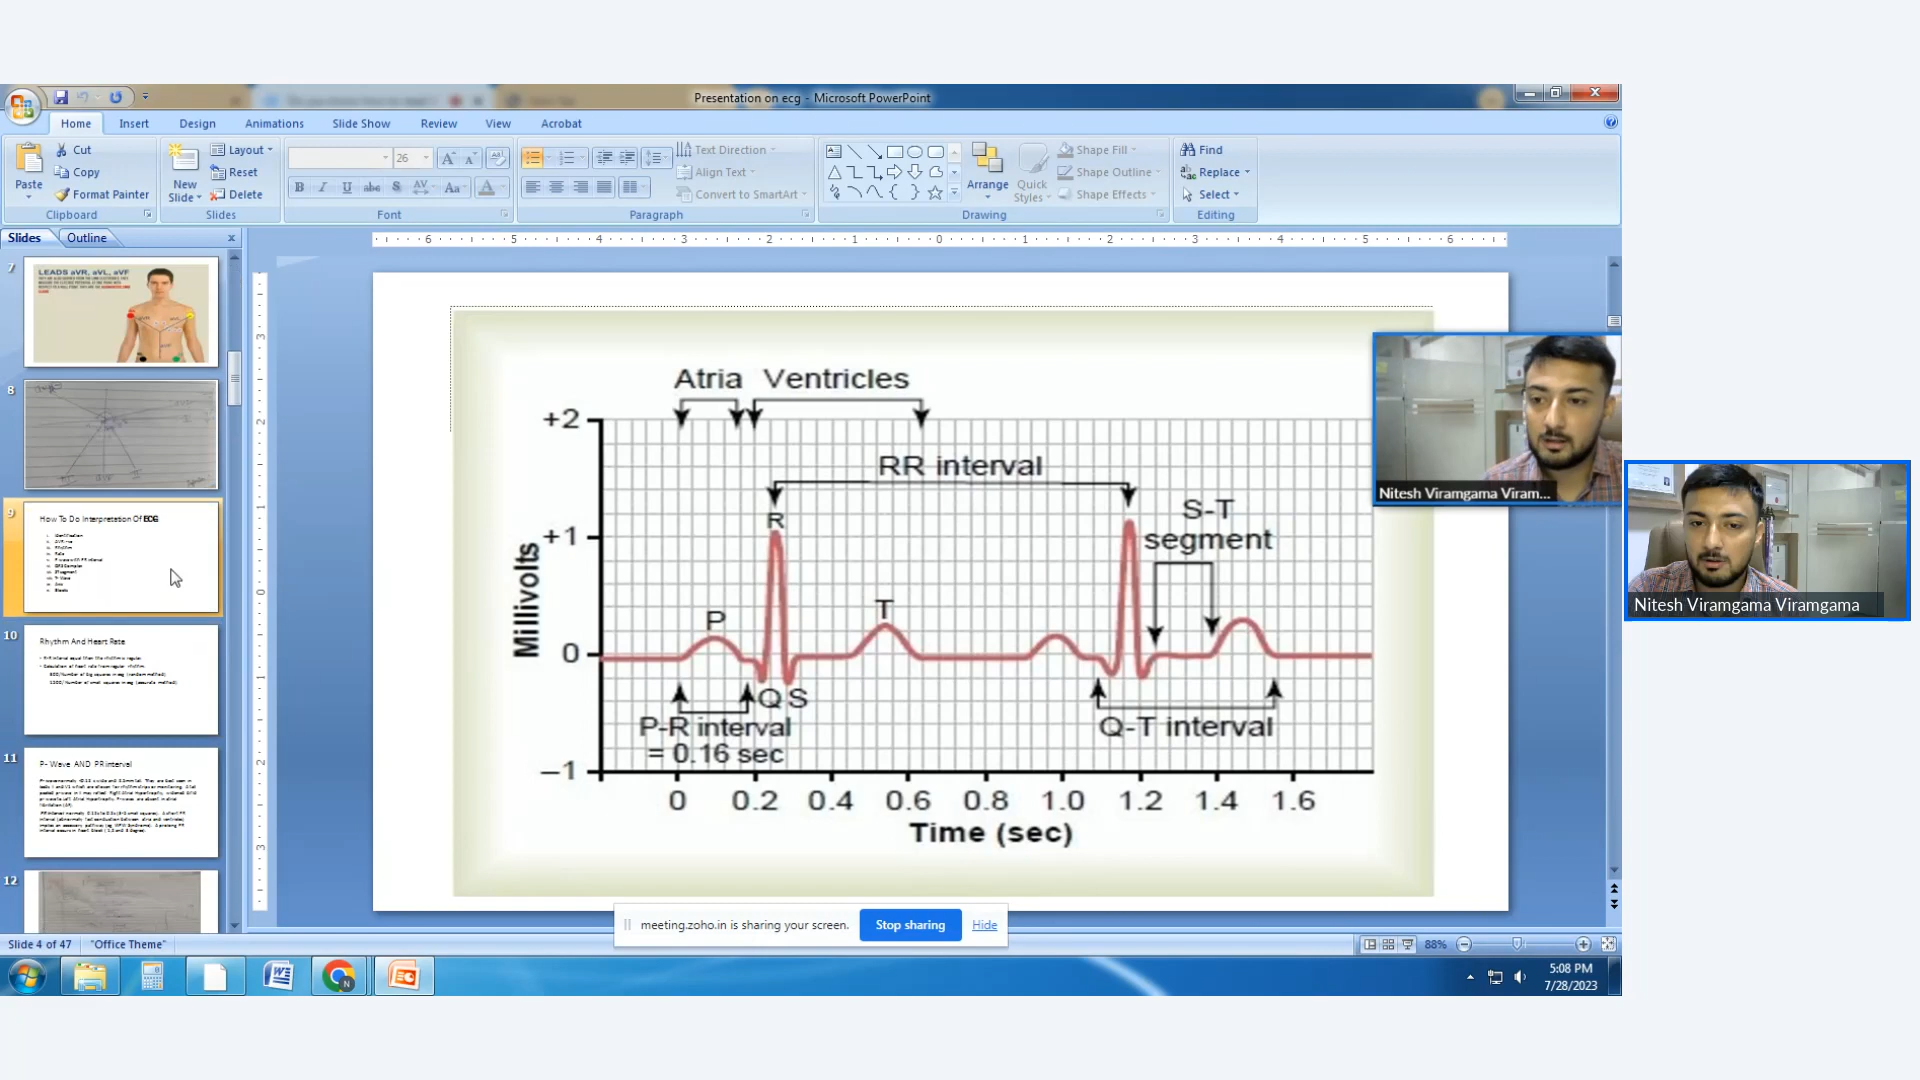 Presentation on ecg - Microsoft PowerPoint
Home Insert Design Animations Slide Show Review View Acrobat
Paste
Cut
Copy
Format Painter
Clipboard
New
Slide
Layout
Reset
Delete
Slides
26
Font
Text Direction
Align Text
Convert to SmartArt
Paragraph
Arrange
Quick
Styles
Shape Fill
Shape Outline
Shape Effects
Drawing
Find
Replace
Select
Editing
Slides Outline
7
LEADS aVR, aVL, aVF
8
9
How To Do Interpretation Of ECG
10
Rhythm And Heart Rate
11
P- Wave AND PR interval
12
Atria Ventricles
+2
RR interval
R
S-T
segment
+1
Millivolts
P
T
0
Q S
P-R interval
= 0.16 sec
Q-T interval
–1
0 0.2 0.4 0.6 0.8 1.0 1.2 1.4 1.6
Time (sec)
Nitesh Viramgama Viram...
Nitesh Viramgama Viramgama
meeting.zoho.in is sharing your screen. Stop sharing Hide
Slide 4 of 47 "Office Theme" 88%
5:08 PM
7/28/2023